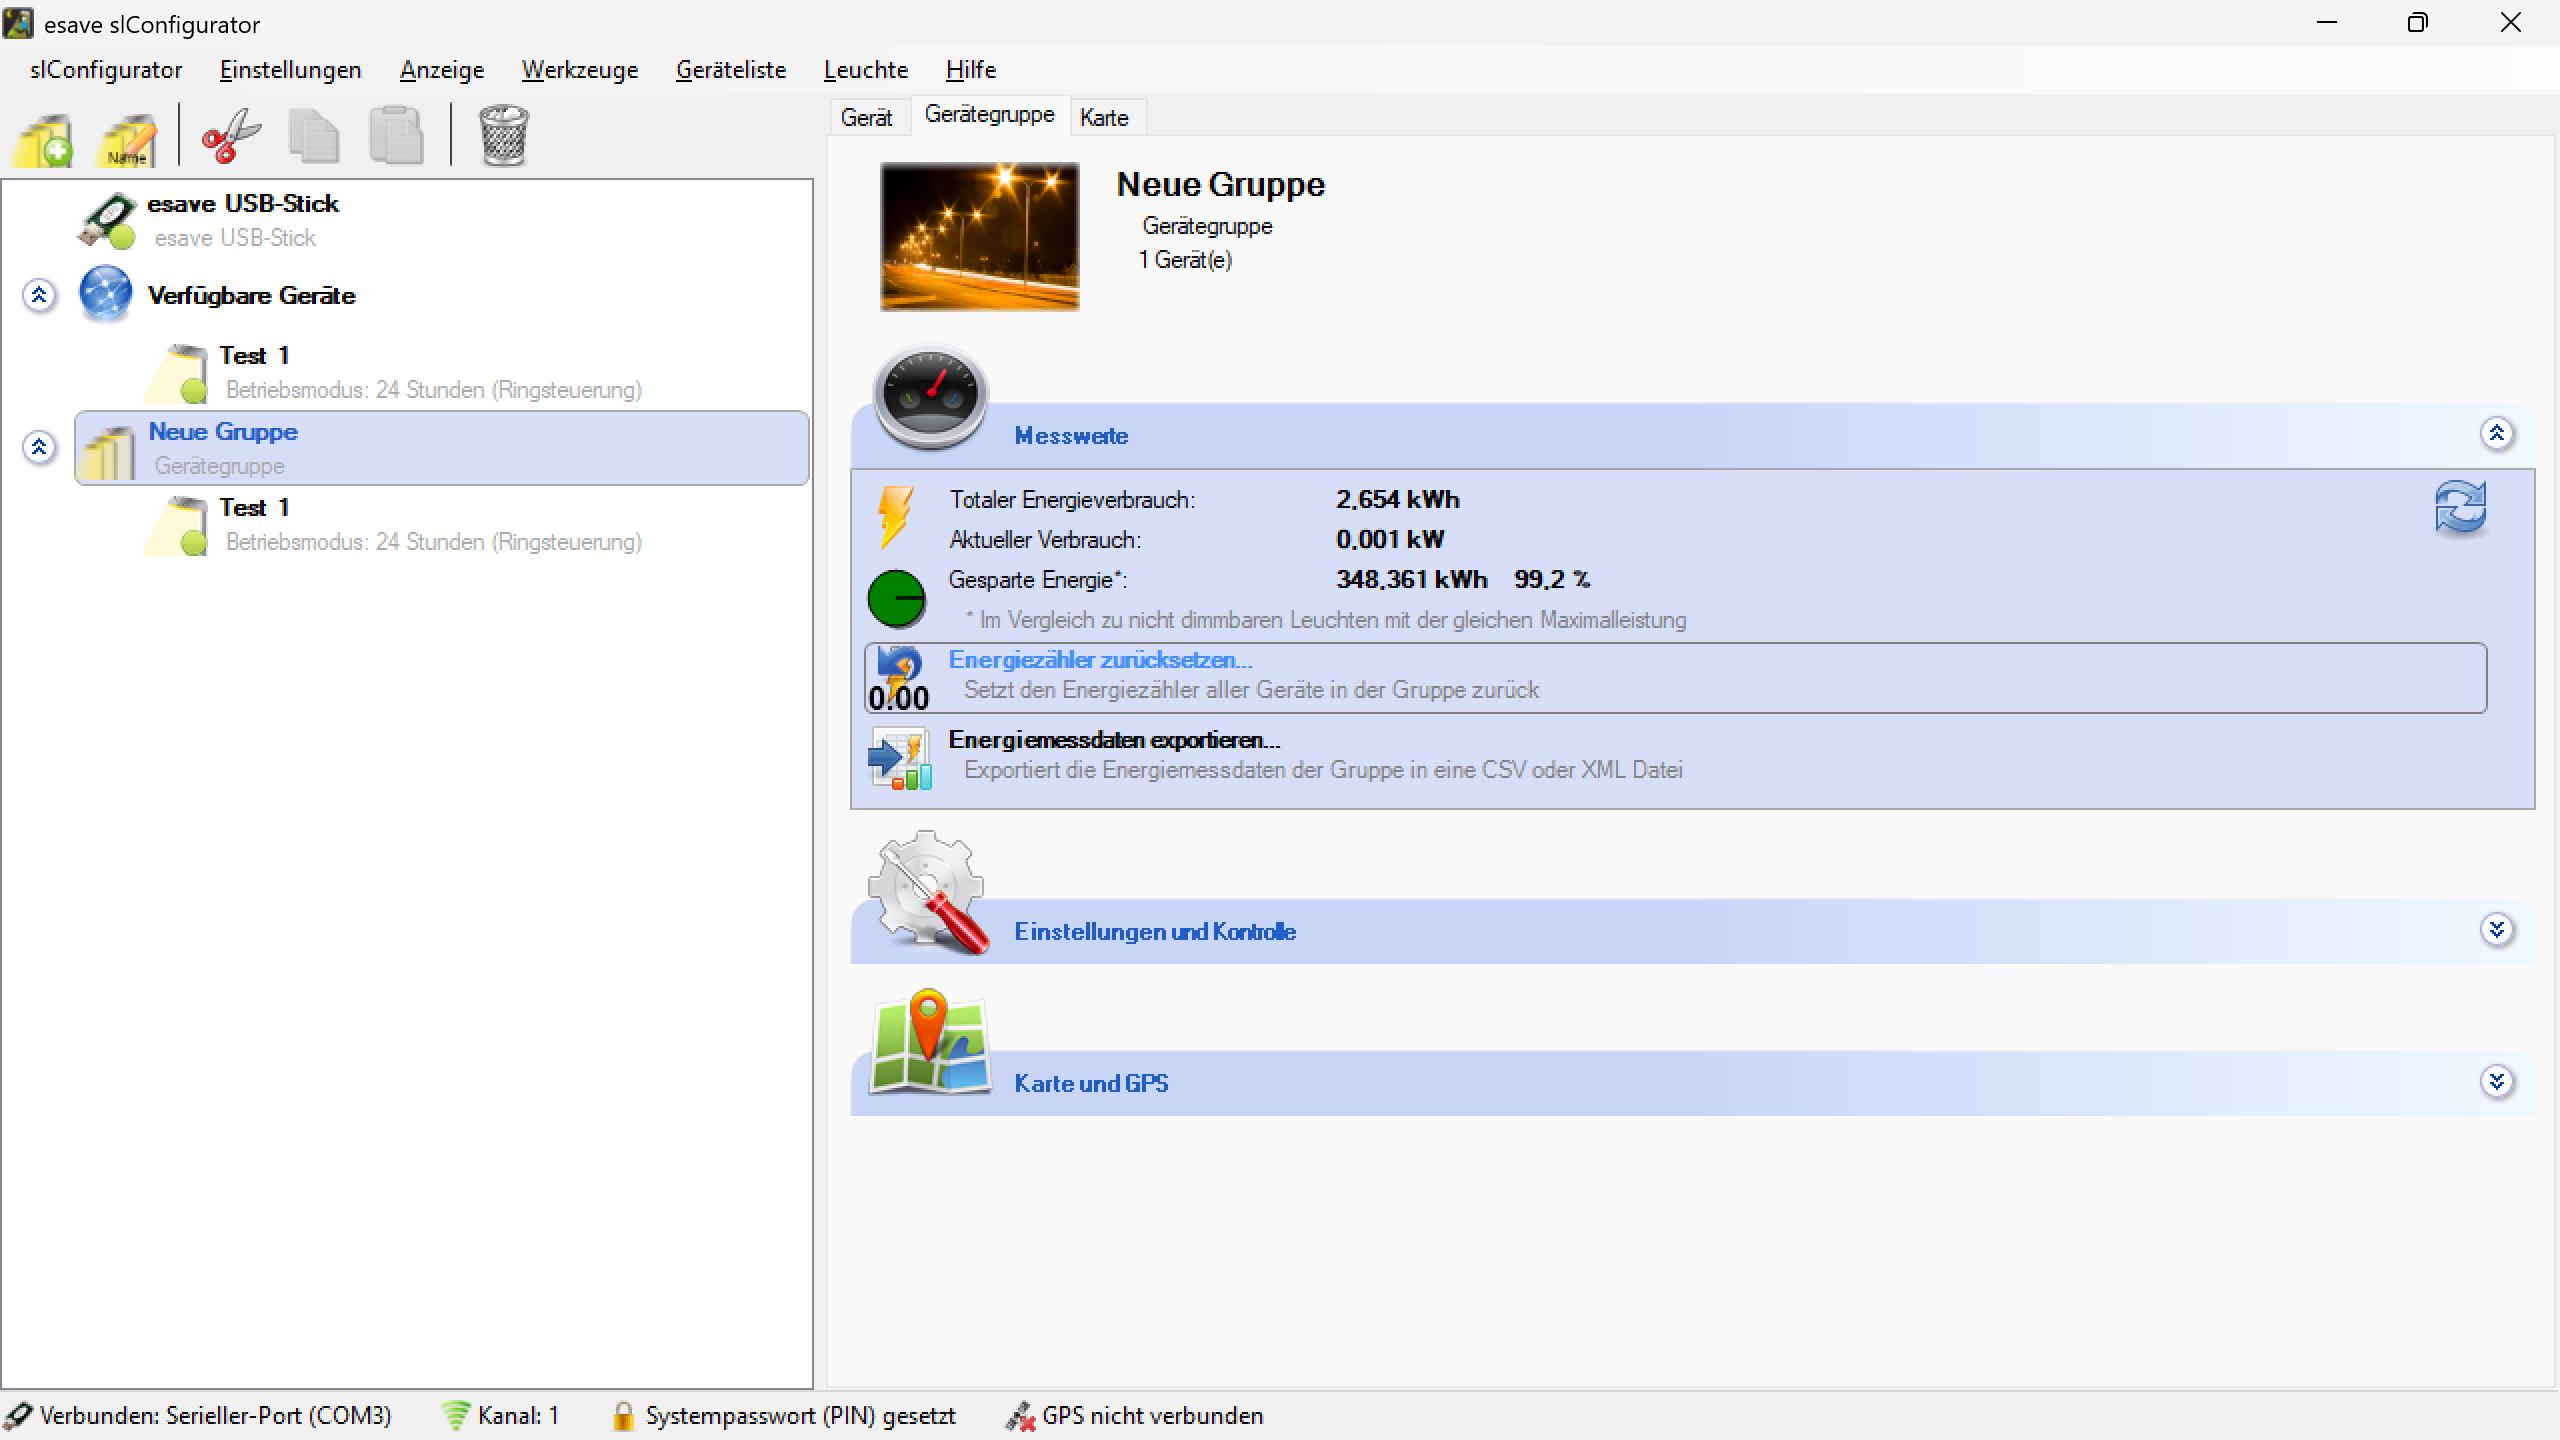 esave slConfigurator
slConfigurator Einstellungen Anzeige Werkzeuge Geräteliste Leuchte Hilfe
Name
esave USB-Stick
esave USB-Stick
Verfügbare Geräte
Test 1
Betriebsmodus: 24 Stunden (Ringsteuerung)
Neue Gruppe
Gerätegruppe
Test 1
Betriebsmodus: 24 Stunden (Ringsteuerung)
Gerät Gerätegruppe Karte
Neue Gruppe
Gerätegruppe
1 Gerät(e)
Messwerte
Totaler Energieverbrauch: 2,654 kWh
Aktueller Verbrauch: 0,001 kW
Gesparte Energie*: 348,361 kWh 99,2 %
* Im Vergleich zu nicht dimmbaren Leuchten mit der gleichen Maximalleistung
0.00
Energiezähler zurücksetzen...
Setzt den Energiezähler aller Geräte in der Gruppe zurück
Energiemessdaten exportieren...
Exportiert die Energiemessdaten der Gruppe in eine CSV oder XML Datei
Einstellungen und Kontrolle
Karte und GPS
Verbunden: Serieller-Port (COM3) Kanal: 1 Systempasswort (PIN) gesetzt GPS nicht verbunden